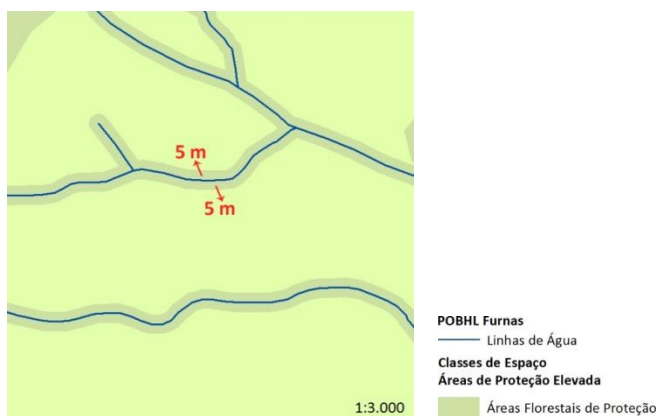 5 m
5 m
1:3.000
POBHL Furnas
Linhas de Água
Classes de Espaço
Áreas de Proteção Elevada
Áreas Florestais de Proteção